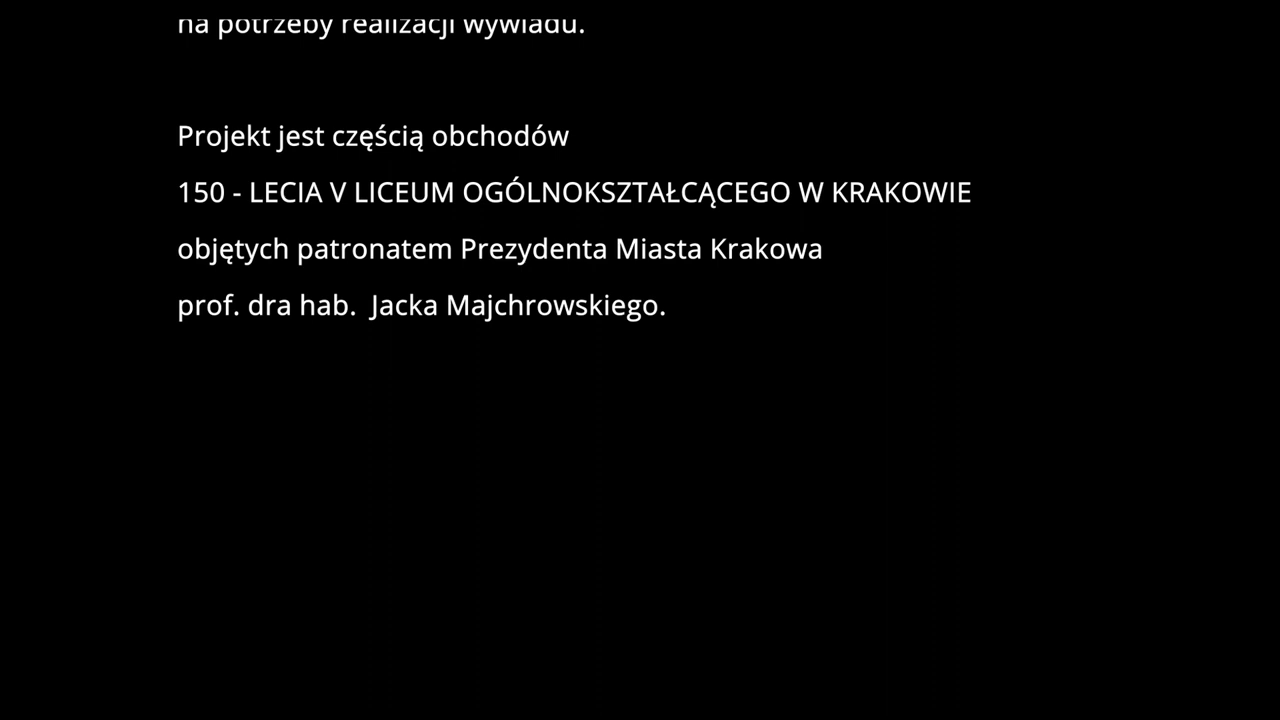 na potrzeby realizacji wywiadu.
Projekt jest częścią obchodów
150 - LECIA V LICEUM OGÓLNOKSZTAŁCĄCEGO W KRAKOWIE
objętych patronatem Prezydenta Miasta Krakowa
prof. dra hab.  Jacka Majchrowskiego.